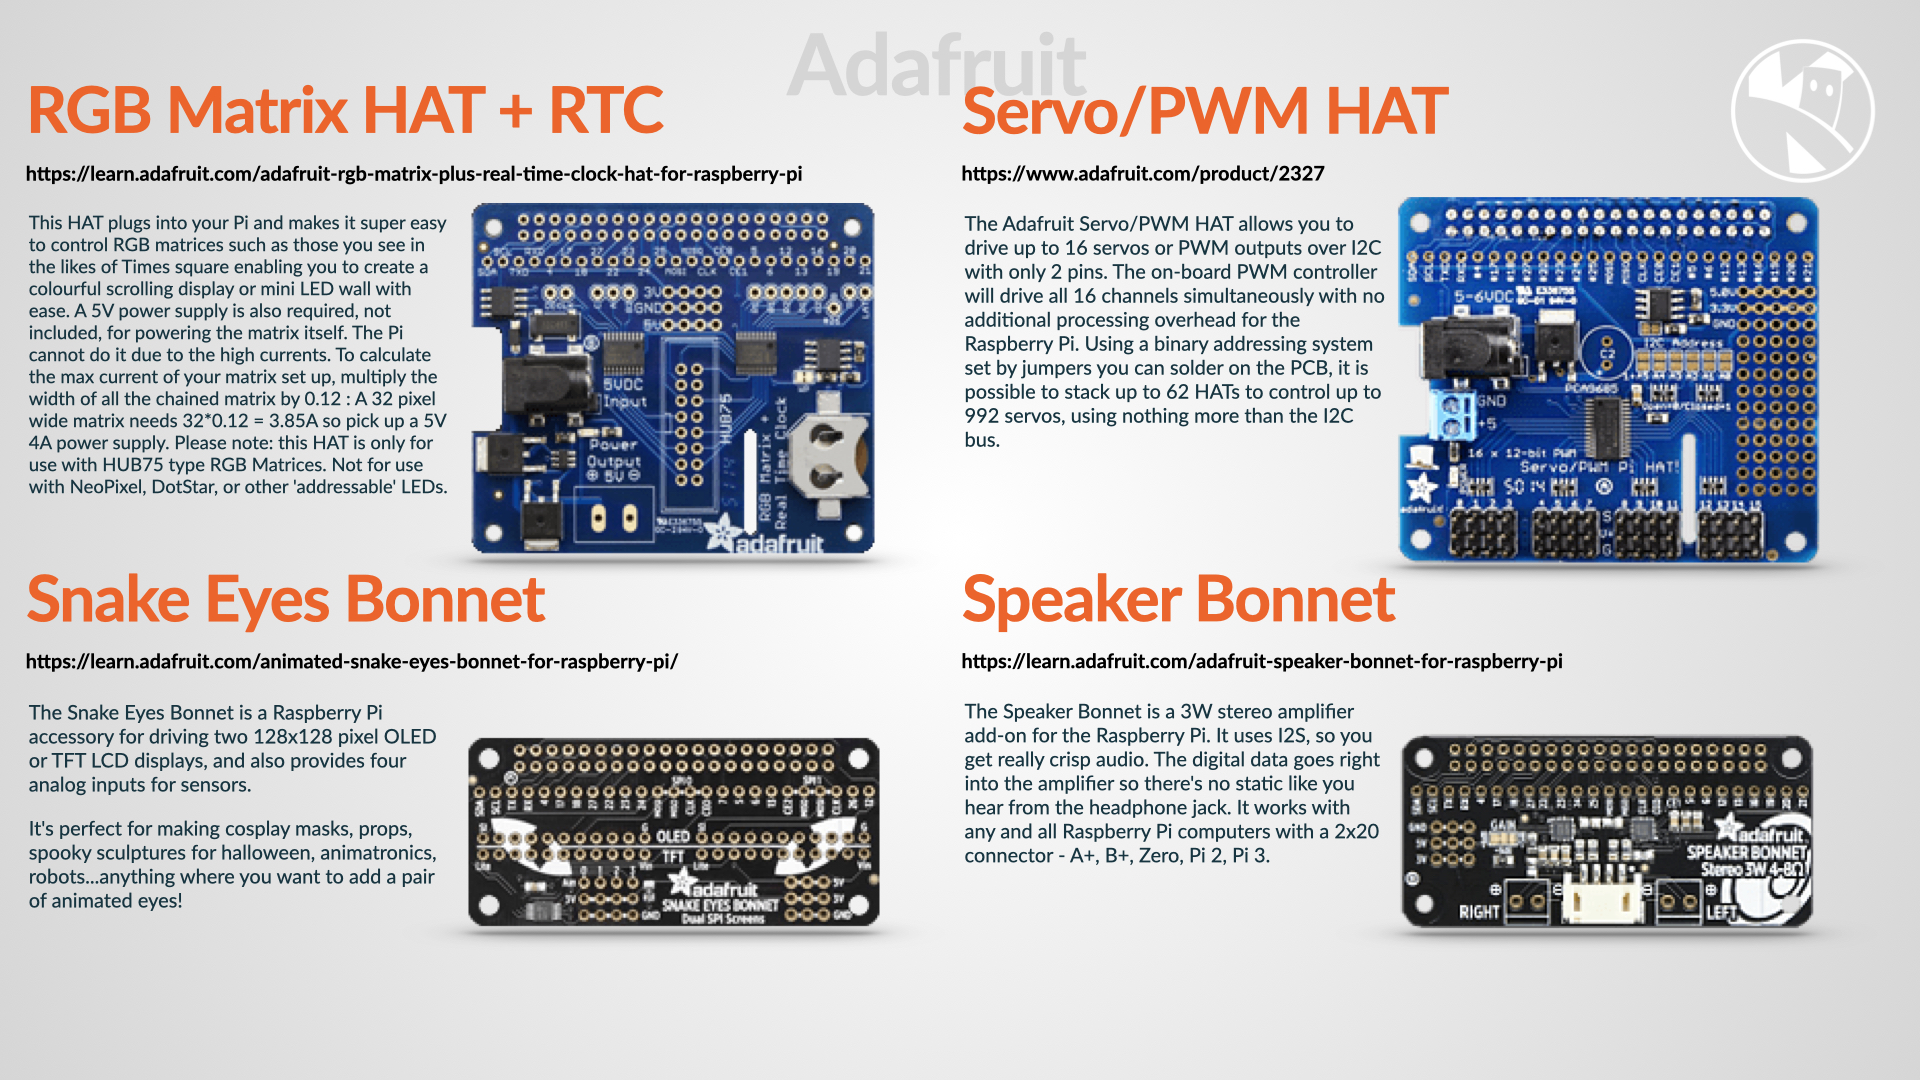 Adafruit
RGB Matrix HAT + RTC
https://learn.adafruit.com/adafruit-rgb-matrix-plus-real-time-clock-hat-for-raspberry-pi
This HAT plugs into your Pi and makes it super easy
to control RGB matrices such as those you see in
the likes of Times square enabling you to create a
colourful scrolling display or mini LED wall with
ease. A 5V power supply is also required, not
included, for powering the matrix itself. The Pi
cannot do it due to the high currents. To calculate
the max current of your matrix set up, multiply the
width of all the chained matrix by 0.12 : A 32 pixel
wide matrix needs 32*0.12 = 3.85A so pick up a 5V
4A power supply. Please note: this HAT is only for
use with HUB75 type RGB Matrices. Not for use
with NeoPixel, DotStar, or other 'addressable' LEDs.
3V
GND
5V
5VDC
Input
HUB75
Power
Output
5V
RGB Matrix +
Real Time Clock
adafruit
Servo/PWM HAT
https://www.adafruit.com/product/2327
The Adafruit Servo/PWM HAT allows you to
drive up to 16 servos or PWM outputs over I2C
with only 2 pins. The on-board PWM controller
will drive all 16 channels simultaneously with no
additional processing overhead for the
Raspberry Pi. Using a binary addressing system
set by jumpers you can solder on the PCB, it is
possible to stack up to 62 HATs to control up to
992 servos, using nothing more than the I2C
bus.
5-6VDC
5.0V
3.3V
GND
I2C Address
C2
PCA9685
GND
+5
16 x 12-bit PWM
Servo/PWM Pi HAT!
adafruit
Snake Eyes Bonnet
https://learn.adafruit.com/animated-snake-eyes-bonnet-for-raspberry-pi/
The Snake Eyes Bonnet is a Raspberry Pi
accessory for driving two 128x128 pixel OLED
or TFT LCD displays, and also provides four
analog inputs for sensors.
It's perfect for making cosplay masks, props,
spooky sculptures for halloween, animatronics,
robots...anything where you want to add a pair
of animated eyes!
OLED
TFT
adafruit
SNAKE EYES BONNET
Dual SPI Screens
5V
3V
GND
Speaker Bonnet
https://learn.adafruit.com/adafruit-speaker-bonnet-for-raspberry-pi
The Speaker Bonnet is a 3W stereo amplifier
add-on for the Raspberry Pi. It uses I2S, so you
get really crisp audio. The digital data goes right
into the amplifier so there's no static like you
hear from the headphone jack. It works with
any and all Raspberry Pi computers with a 2x20
connector - A+, B+, Zero, Pi 2, Pi 3.
GAIN
adafruit
SPEAKER BONNET
Stereo 3W 4-8Ω
RIGHT
LEFT